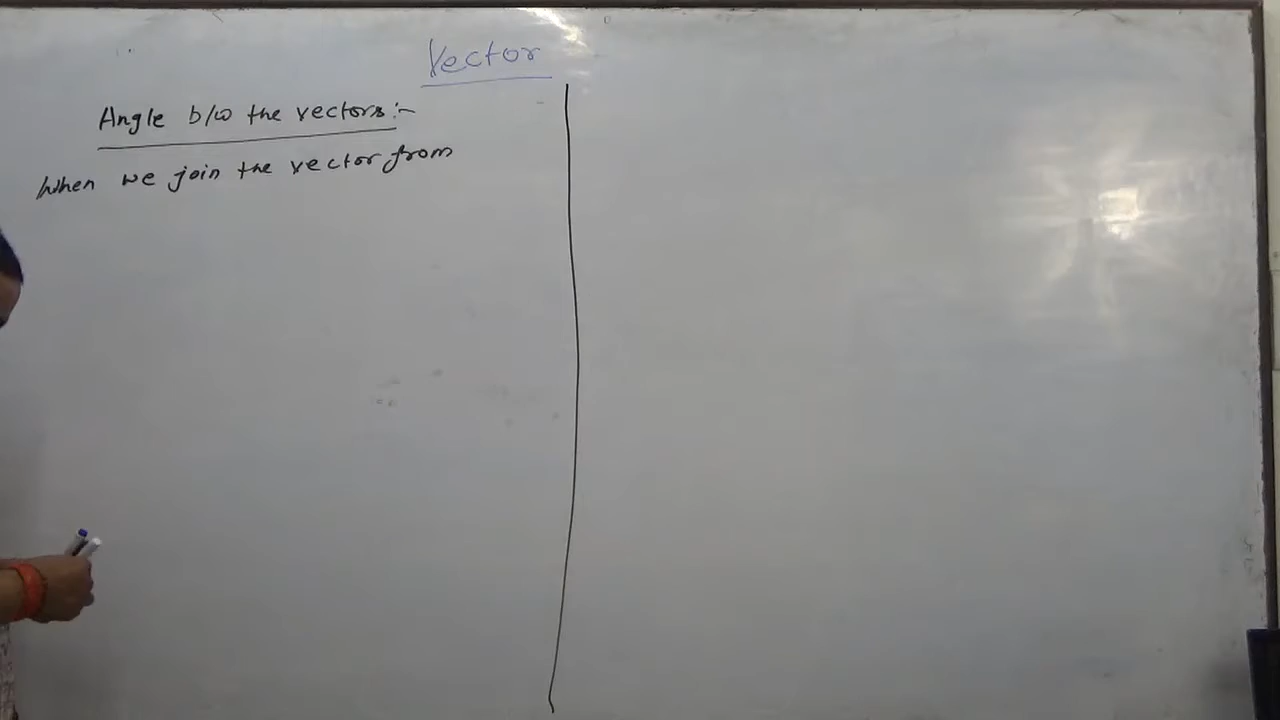 Vector
Angle b/w the vectors:-
When we join the vector from